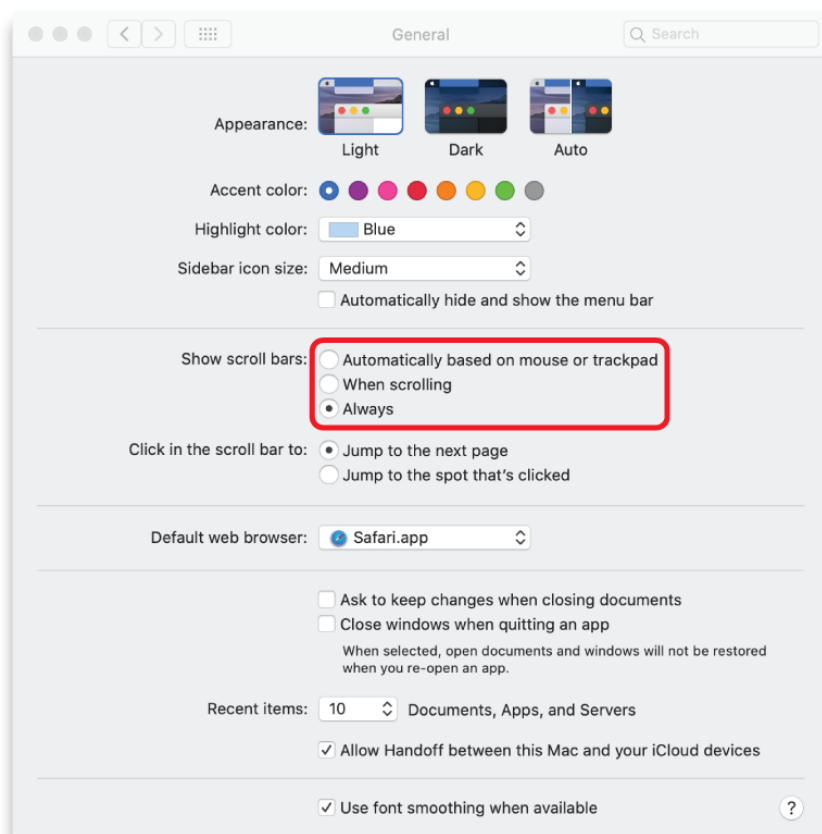 General
Search
Appearance:
Light Dark Auto
Accent color:
Highlight color: Blue
Sidebar icon size: Medium
Automatically hide and show the menu bar
Show scroll bars: Automatically based on mouse or trackpad
When scrolling
Always
Click in the scroll bar to: Jump to the next page
Jump to the spot that's clicked
Default web browser: Safari.app
Ask to keep changes when closing documents
Close windows when quitting an app
When selected, open documents and windows will not be restored
when you re-open an app.
Recent items: 10 Documents, Apps, and Servers
Allow Handoff between this Mac and your iCloud devices
Use font smoothing when available ?